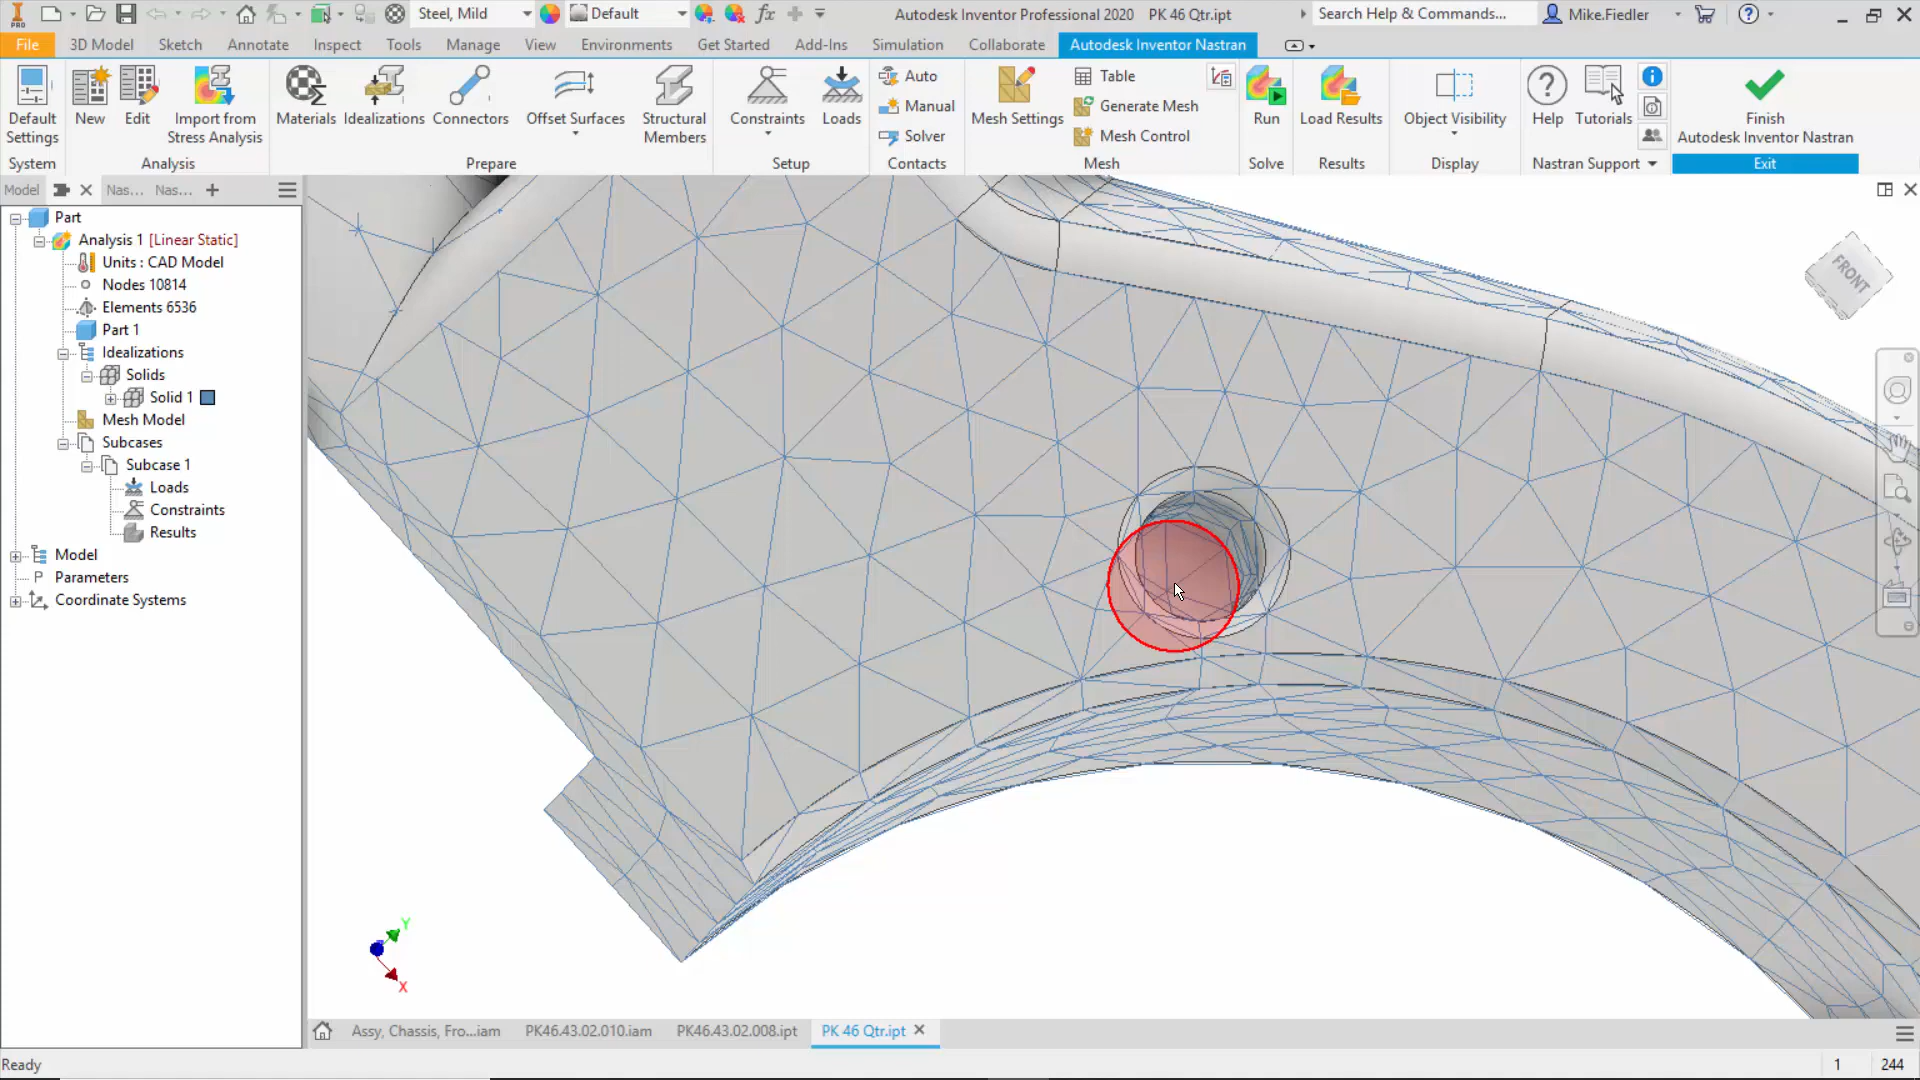 PRO
Steel, Mild
Default
fx
Autodesk Inventor Professional 2020 PK 46 Qtr.ipt
Search Help & Commands...
Mike.Fiedler
File
3D Model
Sketch
Annotate
Inspect
Tools
Manage
View
Environments
Get Started
Add-Ins
Simulation
Collaborate
Autodesk Inventor Nastran
Default
Settings
New
Edit
Import from
Stress Analysis
Materials
Idealizations
Connectors
Offset Surfaces
Structural
Members
Constraints
Loads
Auto
Manual
Solver
Mesh Settings
Table
Generate Mesh
Mesh Control
Run
Load Results
Object Visibility
Help
Tutorials
Finish
Autodesk Inventor Nastran
System
Analysis
Prepare
Setup
Contacts
Mesh
Solve
Results
Display
Nastran Support
Exit
Model
Nas...
Nas...
Part
Analysis 1 [Linear Static]
Units : CAD Model
Nodes 10814
Elements 6536
Part 1
Idealizations
Solids
Solid 1
Mesh Model
Subcases
Subcase 1
Loads
Constraints
Results
Model
P Parameters
Coordinate Systems
FRONT
Y
X
Assy, Chassis, Fro...iam
PK46.43.02.010.iam
PK46.43.02.008.ipt
PK 46 Qtr.ipt
Ready
1
244